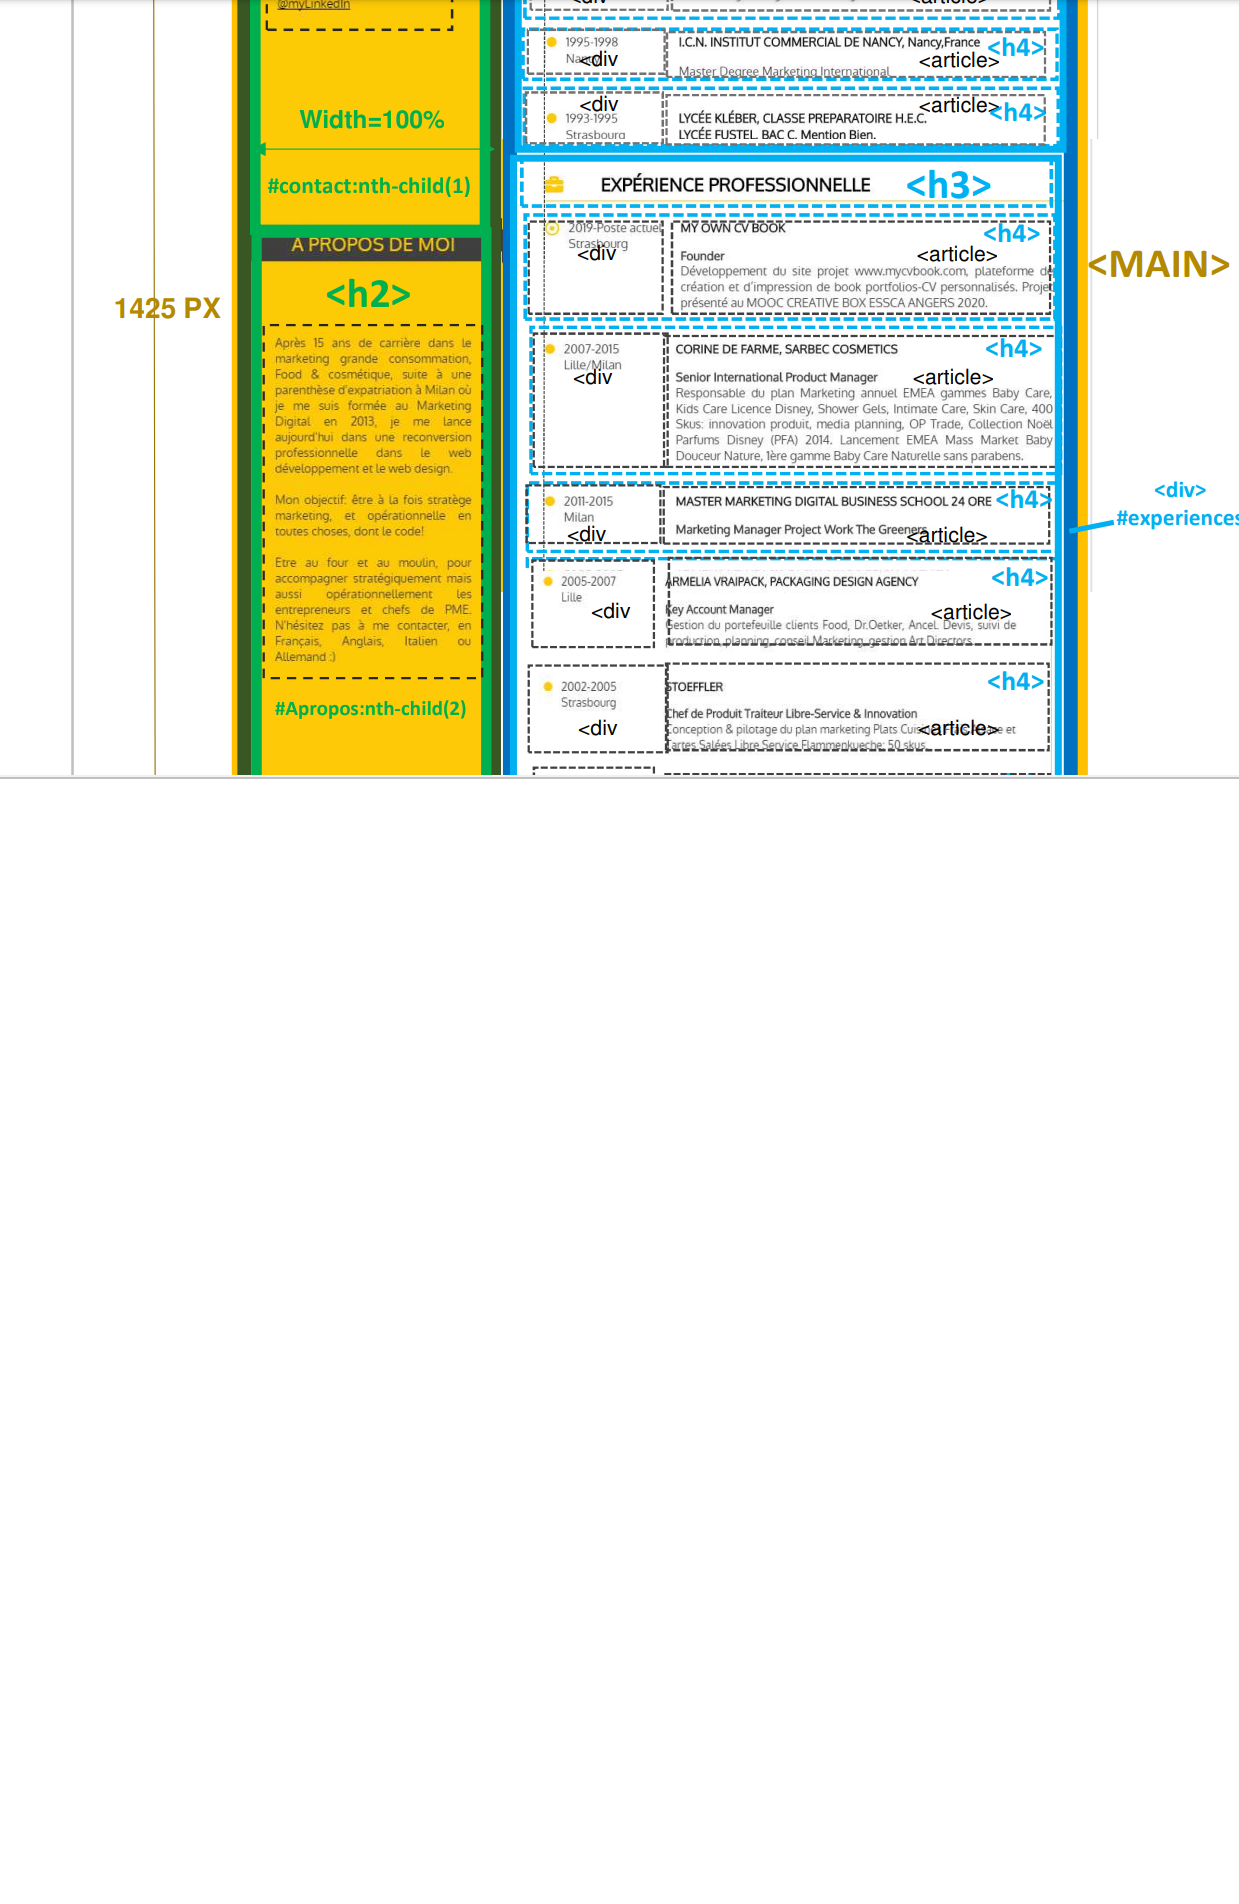 @myLinkedIn
Width=100%
#contact:nth-child(1)
A PROPOS DE MOI
<h2>
1425 PX
Après 15 ans de carrière dans le
marketing grande consommation,
Food & cosmétique, suite à une
parenthèse d'expatriation à Milan où
je me suis formée au Marketing
Digital en 2013, je me lance
aujourd'hui dans une reconversion
professionnelle dans le web
développement et le web design.
Mon objectif: être à la fois stratège
marketing, et opérationnelle en
toutes choses, dont le code!
Etre au four et au moulin, pour
accompagner stratégiquement mais
aussi opérationnellement les
entrepreneurs et chefs de PME.
N'hésitez pas à me contacter, en
Français, Anglais, Italien ou
Allemand :)
#Apropos:nth-child(2)
<div
<article>
1995-1998
Nancy
<div
I.C.N. INSTITUT COMMERCIAL DE NANCY, Nancy,France
<h4>
<article>
Master Degree Marketing International
<div
<article>
<h4>
1993-1995
Strasbourg
LYCÉE KLÉBER, CLASSE PREPARATOIRE H.E.C.
LYCÉE FUSTEL. BAC C. Mention Bien.
EXPÉRIENCE PROFESSIONNELLE
<h3>
2019-Poste actuel
Strasbourg
<div
MY OWN CV BOOK
<h4>
Founder
<article>
Développement du site projet www.mycvbook.com, plateforme de
création et d'impression de book portfolios-CV personnalisés. Projet
présenté au MOOC CREATIVE BOX ESSCA ANGERS 2020.
<MAIN>
2007-2015
Lille/Milan
<div
CORINE DE FARME, SARBEC COSMETICS
<h4>
Senior International Product Manager
<article>
Responsable du plan Marketing annuel EMEA gammes Baby Care,
Kids Care Licence Disney, Shower Gels, Intimate Care, Skin Care, 400
Skus: innovation produit, media planning, OP Trade, Collection Noël
Parfums Disney (PFA) 2014. Lancement EMEA Mass Market Baby
Douceur Nature, 1ère gamme Baby Care Naturelle sans parabens.
2011-2015
Milan
<div
MASTER MARKETING DIGITAL BUSINESS SCHOOL 24 ORE
<h4>
Marketing Manager Project Work The Greeners
<article>
<div>
#experiences
2005-2007
Lille
<div
ARMELIA VRAIPACK, PACKAGING DESIGN AGENCY
<h4>
Key Account Manager
<article>
Gestion du portefeuille clients Food, Dr.Oetker, Ancel. Devis, suivi de
production, planning, conseil Marketing, gestion Art Directors
2002-2005
Strasbourg
<div
STOEFFLER
<h4>
Chef de Produit Traiteur Libre-Service & Innovation
<article>
Conception & pilotage du plan marketing Plats et
Tartes Salées Libre Service Flammenkueche: 50 skus.